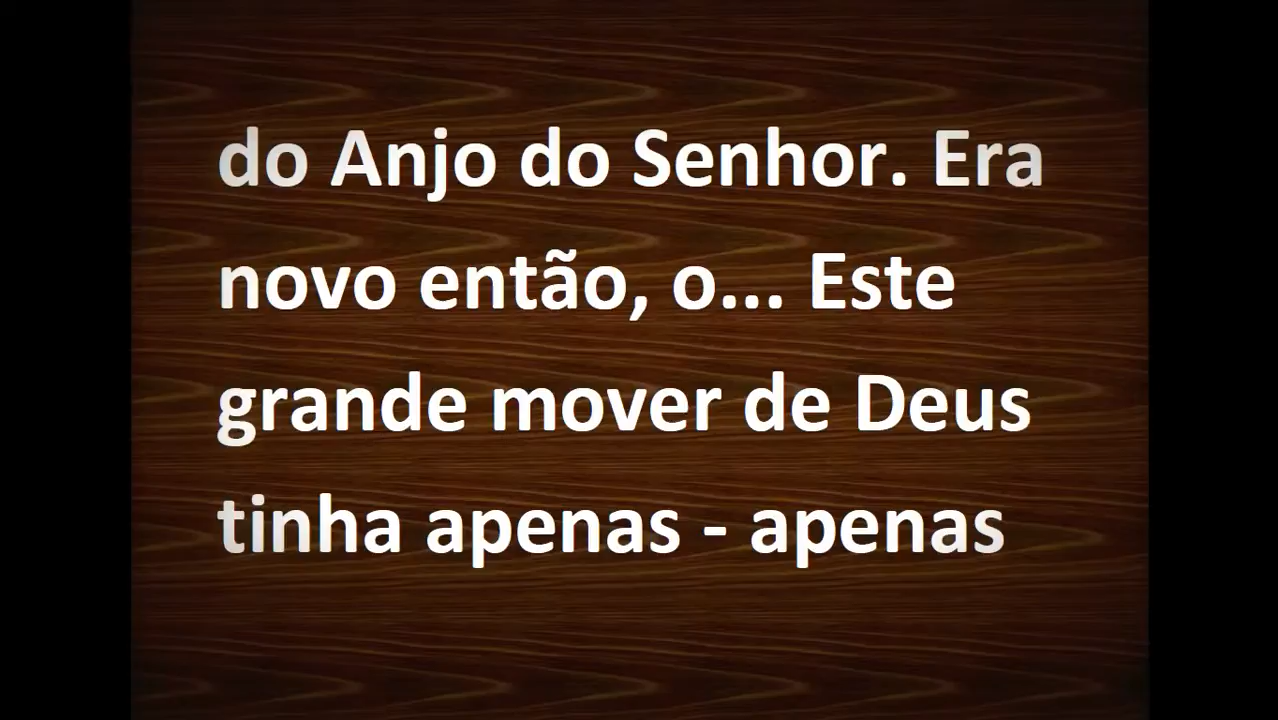 do Anjo do Senhor. Era
novo então, o... Este
grande mover de Deus
tinha apenas - apenas